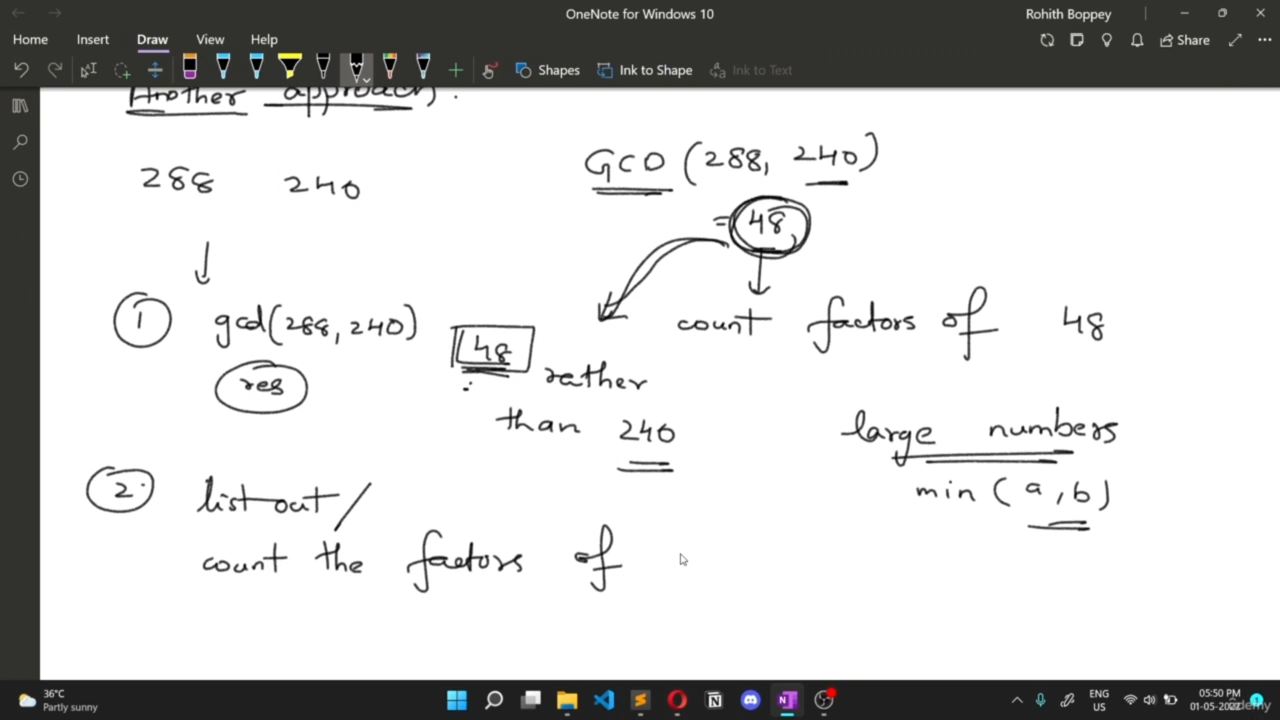 OneNote for Windows 10
Rohith Boppey
Home Insert Draw View Help
Share
Shapes
Ink to Shape
Ink to Text
Another approach:
288 240
GCD (288, 240)
= 48,
count factors of 48
1 gcd(288, 240)
48
res
rather
than 240
large numbers
min (a, b)
2. list out/
count the factors of
36°C
Partly sunny
ENG
US
05:50 PM
01-05-2022
udemy